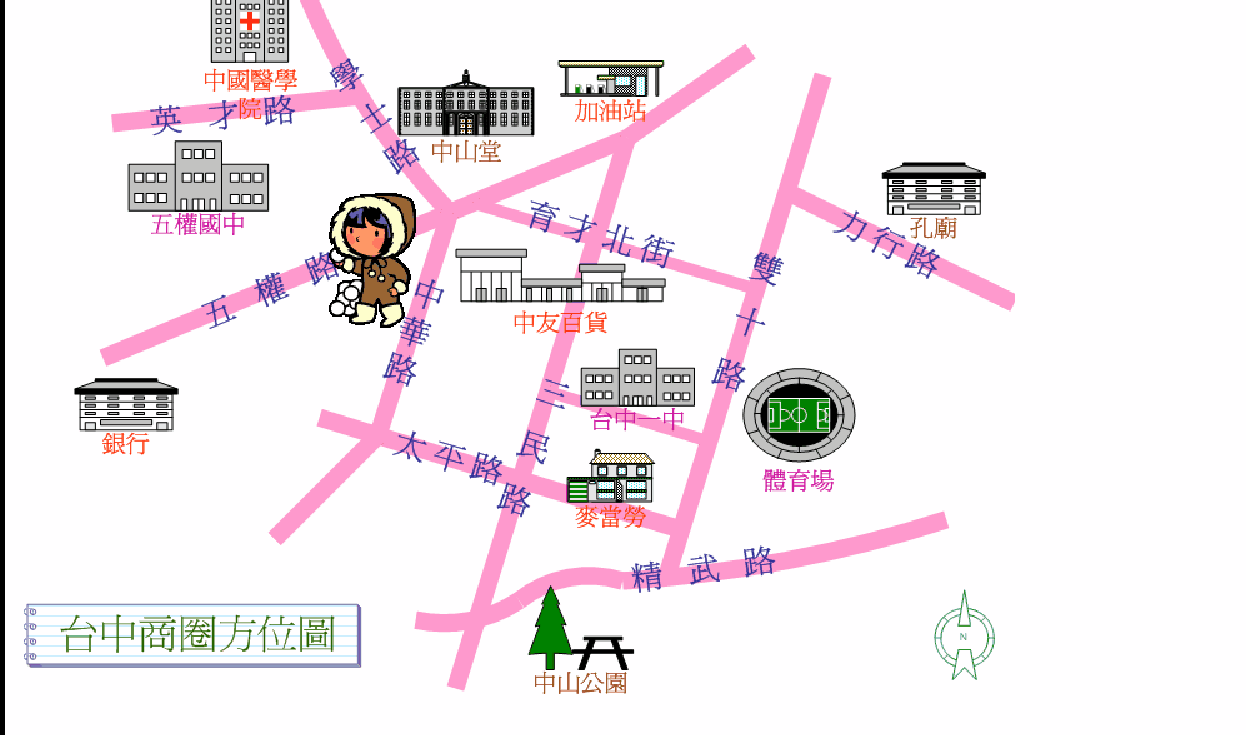 中國醫學
院
英才路
學士路
中山堂
加油站
五權國中
孔廟
力行路
育才北街
五權路
中華路
中友百貨
雙十路
台中一中
三民路
銀行
太平路
體育場
麥當勞
精武路
台中商圈方位圖
N
中山公園